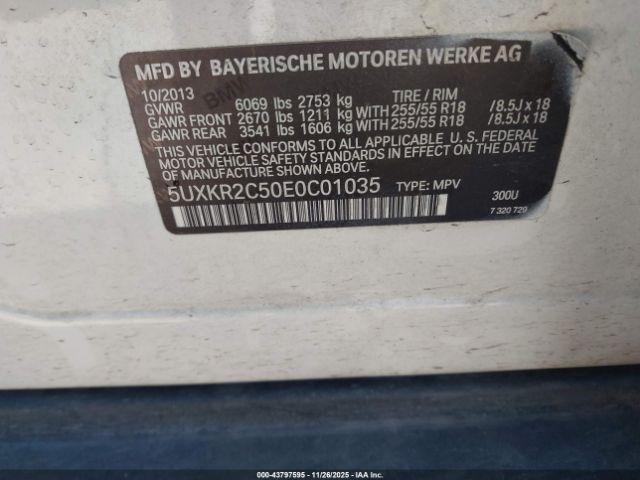 MFD BY BAYERISCHE MOTOREN WERKE AG
10/2013 TIRE / RIM
GVWR 6069 lbs 2753 kg
GAWR FRONT 2670 lbs 1211 kg WITH 255/55 R18 /8.5J x 18
GAWR REAR 3541 lbs 1606 kg WITH 255/55 R18 /8.5J x 18
THIS VEHICLE CONFORMS TO ALL APPLICABLE U. S. FEDERAL
MOTOR VEHICLE SAFETY STANDARDS IN EFFECT ON THE DATE
OF MANUFACTURE SHOWN ABOVE.
5UXKR2C50E0C01035 TYPE: MPV 300U
7 320 729
000-43797595 - 11/26/2025 - IAAI.COM